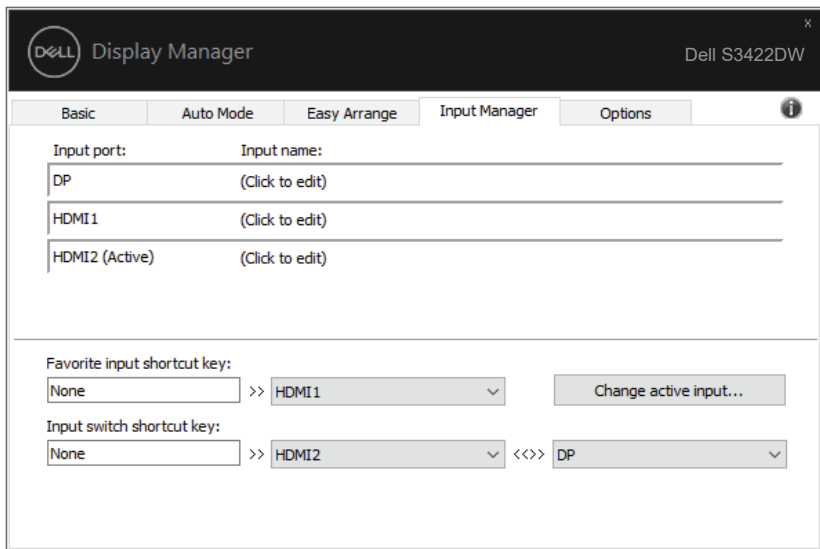 x
DELL Display Manager
Dell S3422DW
Basic Auto Mode Easy Arrange Input Manager Options i
Input port: Input name:
DP (Click to edit)
HDMI1 (Click to edit)
HDMI2 (Active) (Click to edit)
Favorite input shortcut key:
None >> HDMI1 Change active input...
Input switch shortcut key:
None >> HDMI2 <<>> DP